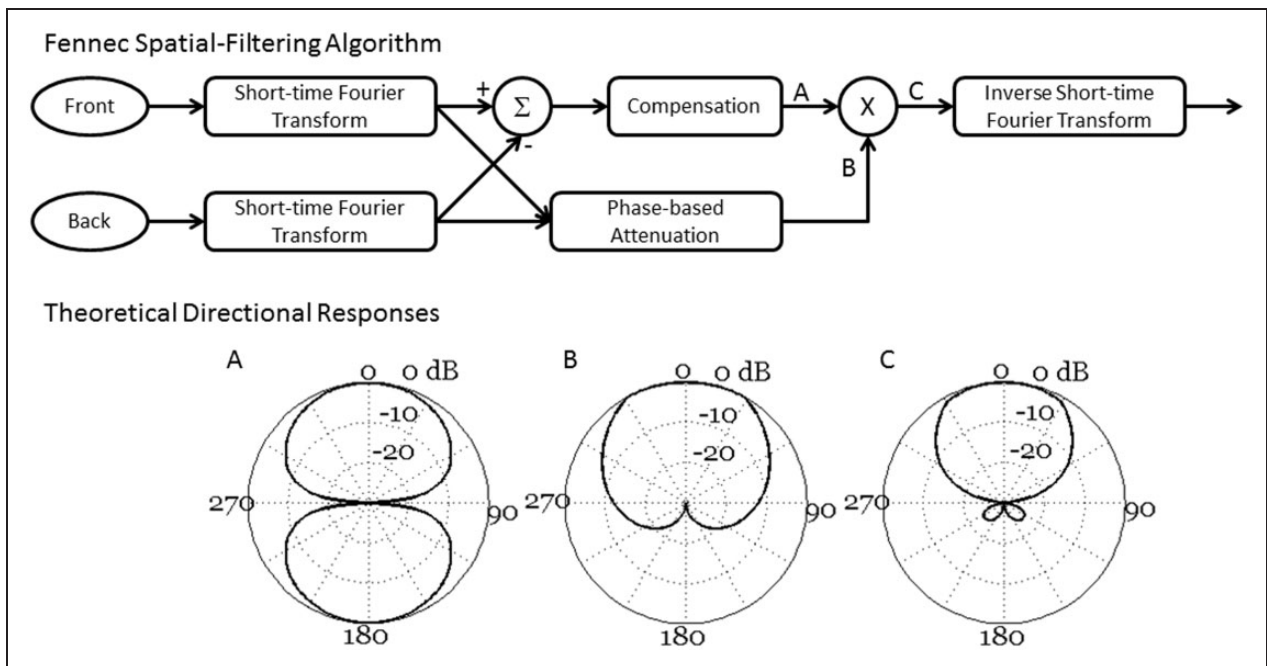 Fennec Spatial-Filtering Algorithm
Front
Short-time Fourier
Transform
+
Σ
-
Compensation
A
X
C
Inverse Short-time
Fourier Transform
B
Back
Short-time Fourier
Transform
Phase-based
Attenuation
Theoretical Directional Responses
A
0 0 dB
-10
-20
270
90
180
B
0 0 dB
-10
-20
270
90
180
C
0 0 dB
-10
-20
270
90
180